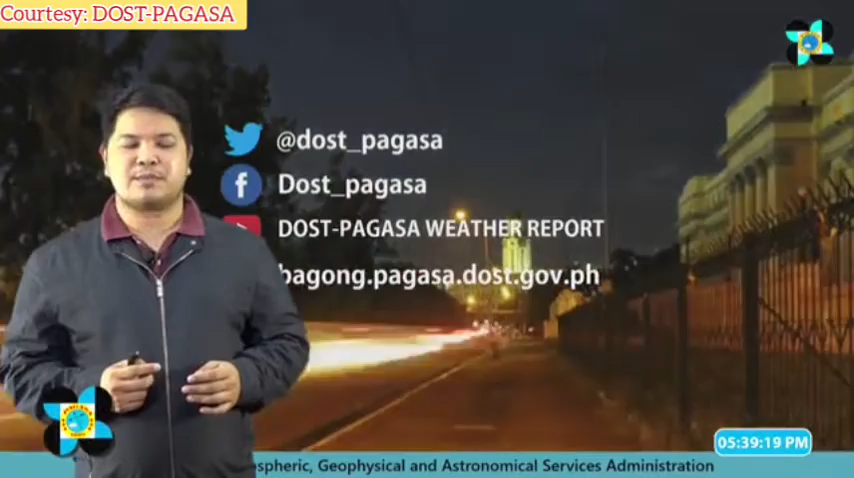 Courtesy: DOST-PAGASA
@dost_pagasa
Dost_pagasa
DOST-PAGASA WEATHER REPORT
bagong.pagasa.dost.gov.ph
05:39:19 PM
ospheric, Geophysical and Astronomical Services Administration